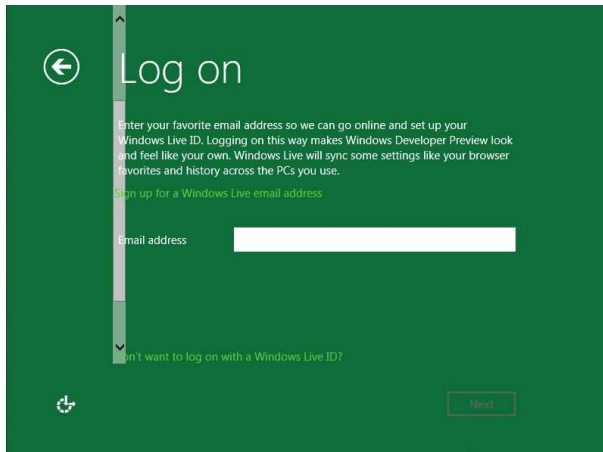 Log on
Enter your favorite email address so we can go online and set up your
Windows Live ID. Logging on this way makes Windows Developer Preview look
and feel like your own. Windows Live will sync some settings like your browser
favorites and history across the PCs you use.
Sign up for a Windows Live email address
Email address
Don't want to log on with a Windows Live ID?
Next